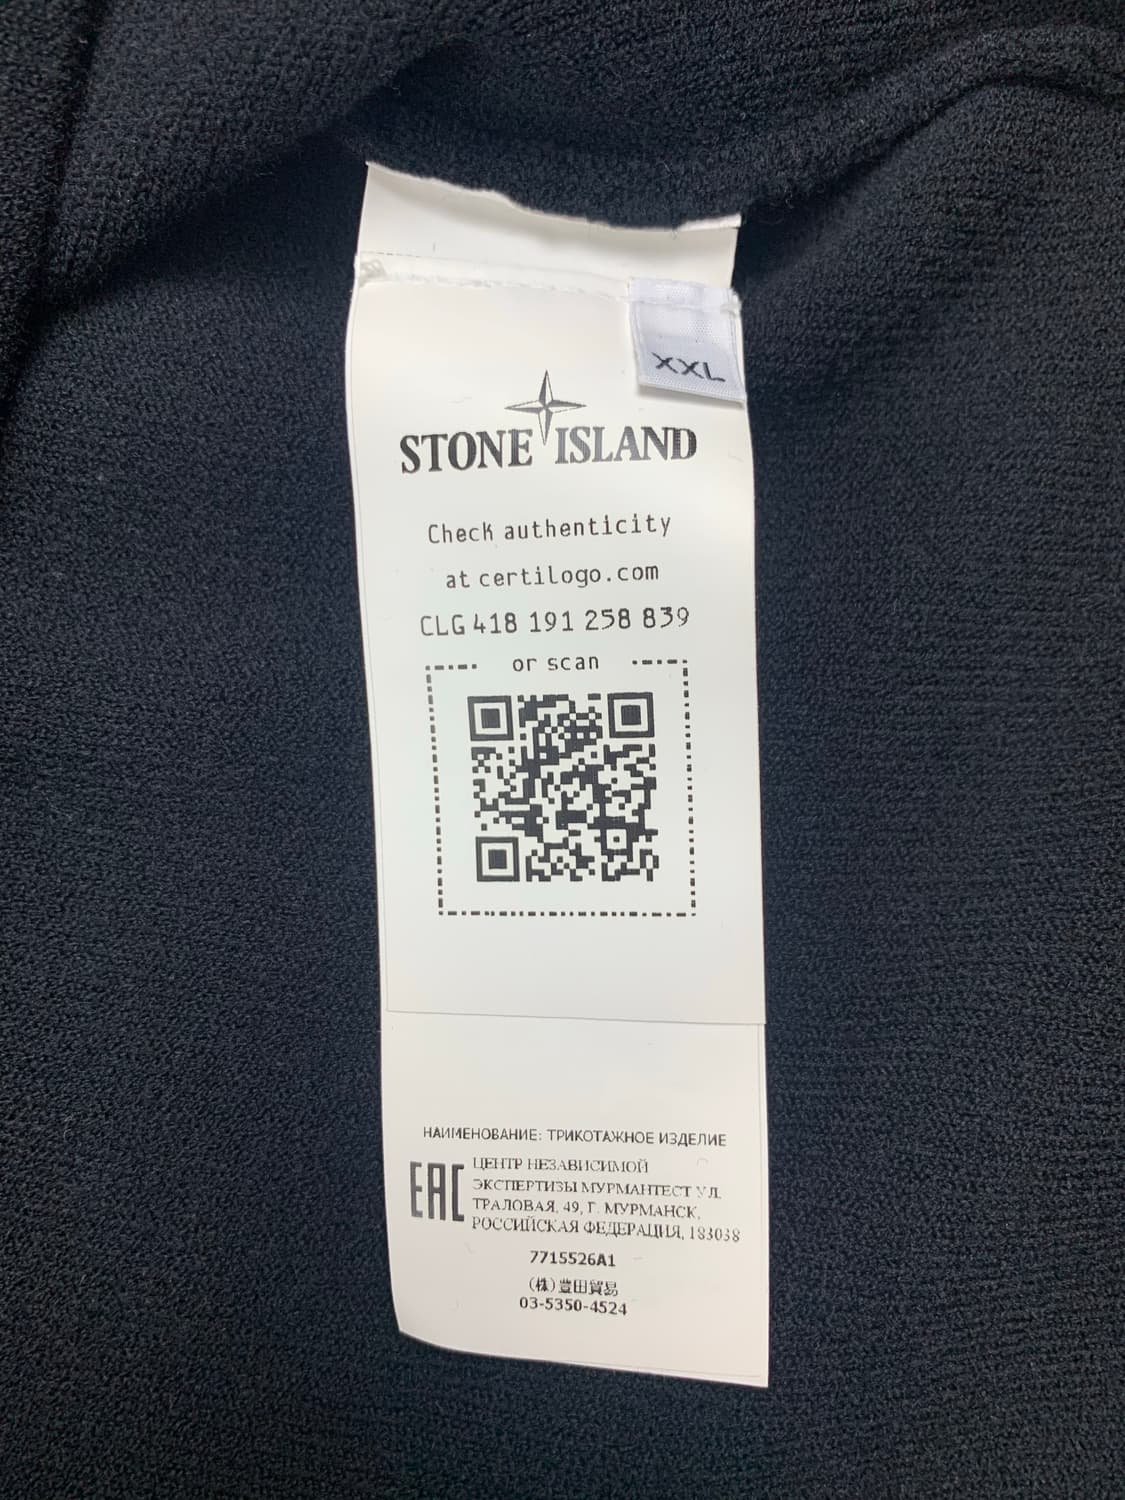 XXL
STONE ISLAND
Check authenticity
at certilogo.com
CLG 418 191 258 839
or scan
НАИМЕНОВАНИЕ: ТРИКОТАЖНОЕ ИЗДЕЛИЕ
EAC
ЦЕНТР НЕЗАВИСИМОЙ
ЭКСПЕРТИЗЫ МУРМАНТЕСТ УЛ.
ТРАЛОВАЯ, 49, Г. МУРМАНСК,
РОССИЙСКАЯ ФЕДЕРАЦИЯ, 183038
7715526A1
(株)豊田貿易
03-5350-4524